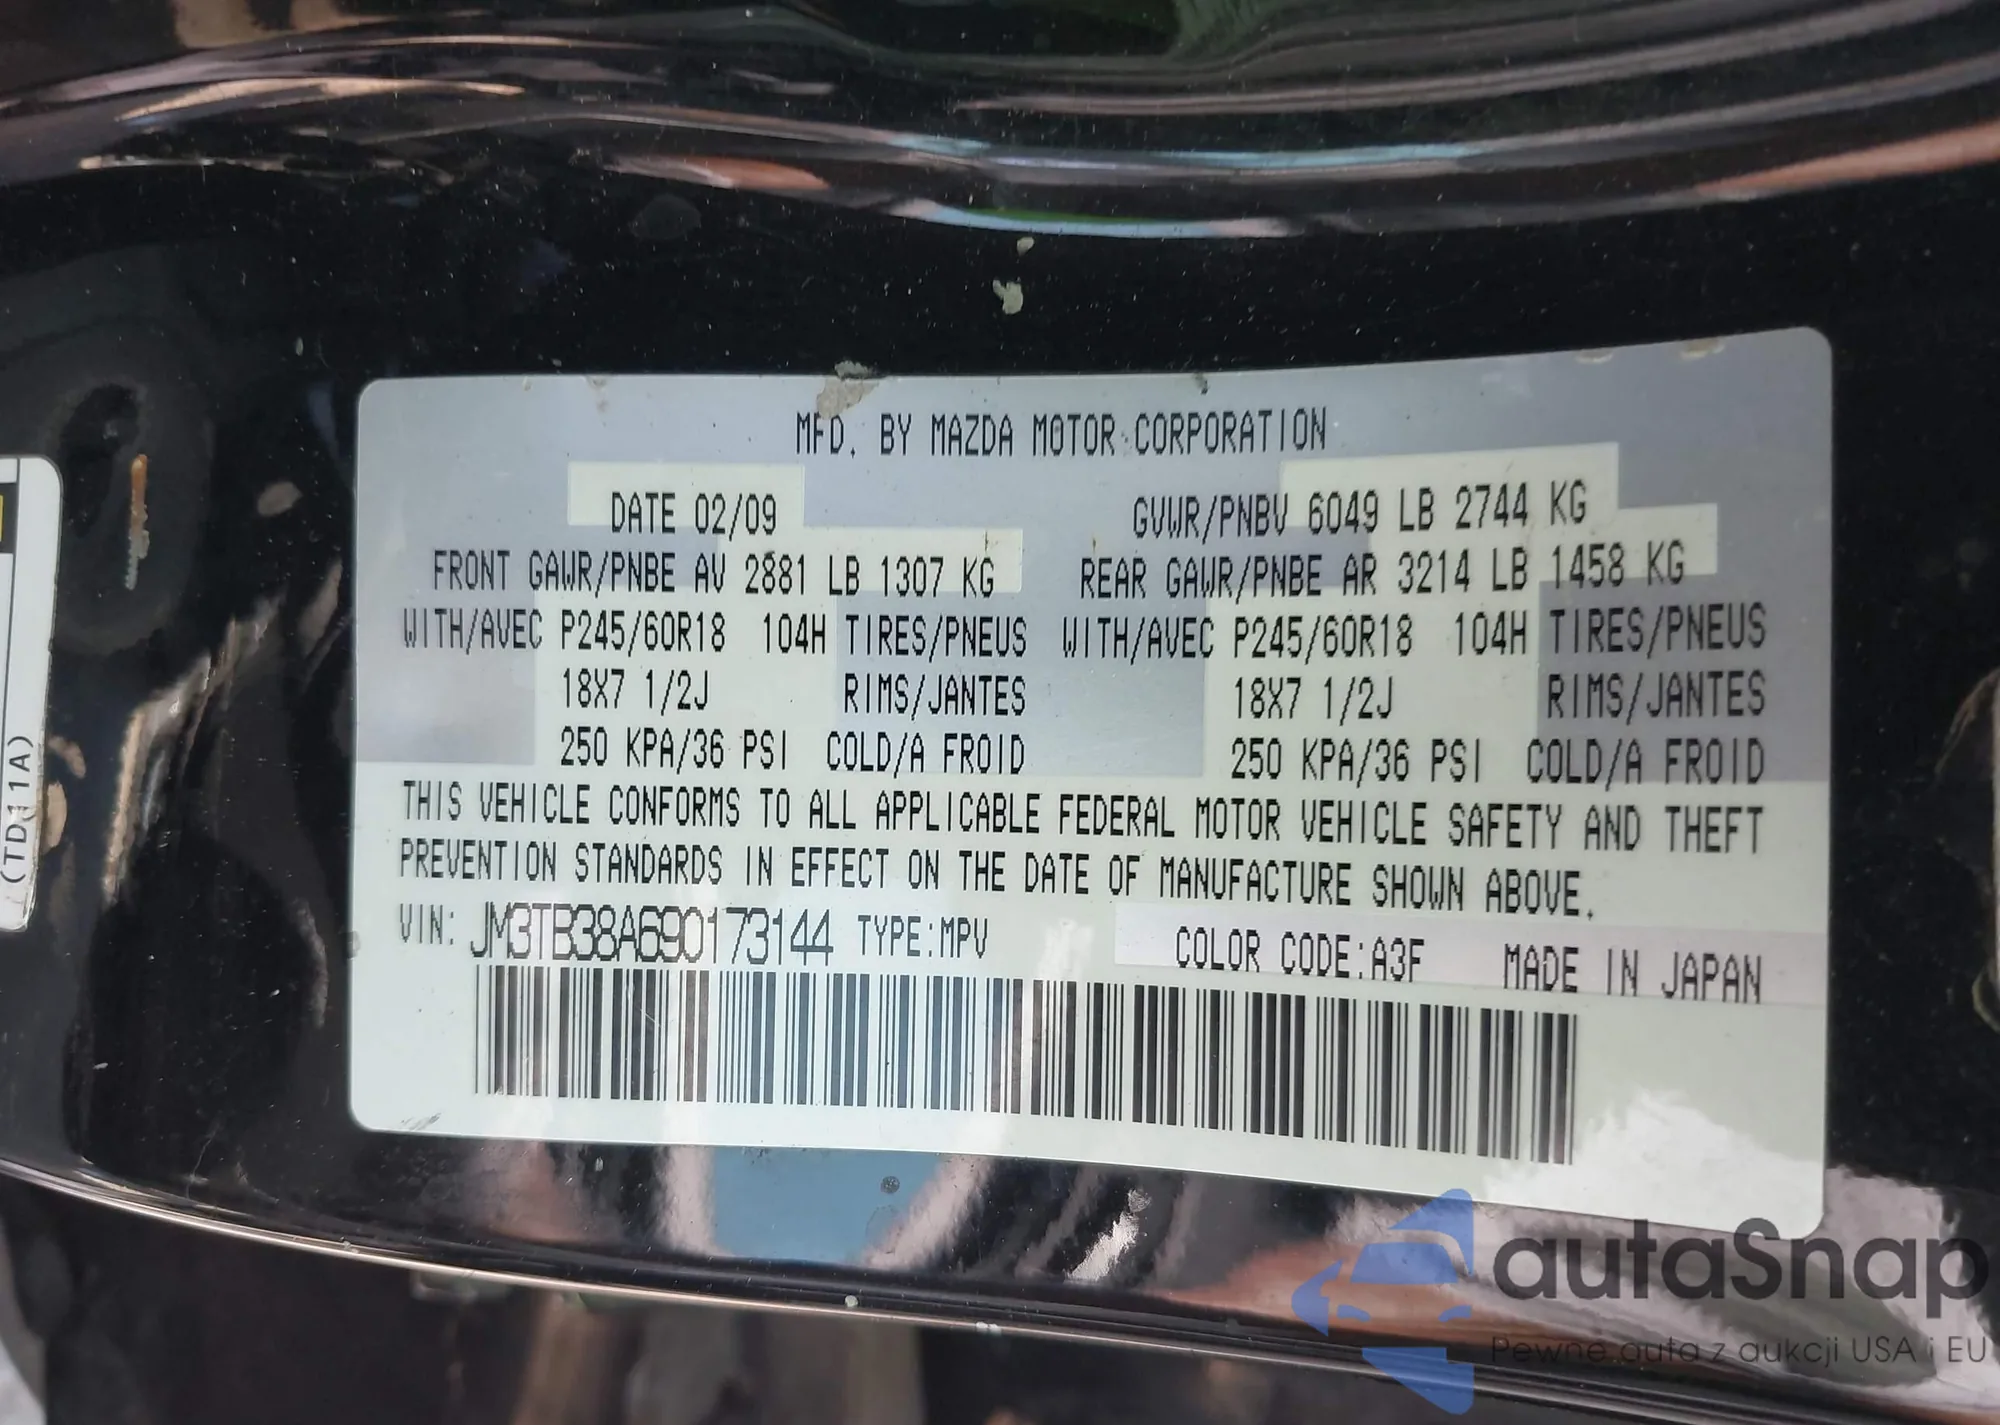 MFD. BY MAZDA MOTOR CORPORATION
DATE 02/09 GVWR/PNBV 6049 LB 2744 KG
FRONT GAWR/PNBE AV 2881 LB 1307 KG REAR GAWR/PNBE AR 3214 LB 1458 KG
WITH/AVEC P245/60R18 104H TIRES/PNEUS WITH/AVEC P245/60R18 104H TIRES/PNEUS
18X7 1/2J RIMS/JANTES 18X7 1/2J RIMS/JANTES
250 KPA/36 PSI COLD/A FROID 250 KPA/36 PSI COLD/A FROID
THIS VEHICLE CONFORMS TO ALL APPLICABLE FEDERAL MOTOR VEHICLE SAFETY AND THEFT
PREVENTION STANDARDS IN EFFECT ON THE DATE OF MANUFACTURE SHOWN ABOVE.
VIN: JM3TB38A690173144 TYPE:MPV COLOR CODE:A3F MADE IN JAPAN
(TD11A)
autaSnap
Pewne auta z aukcji USA i EU